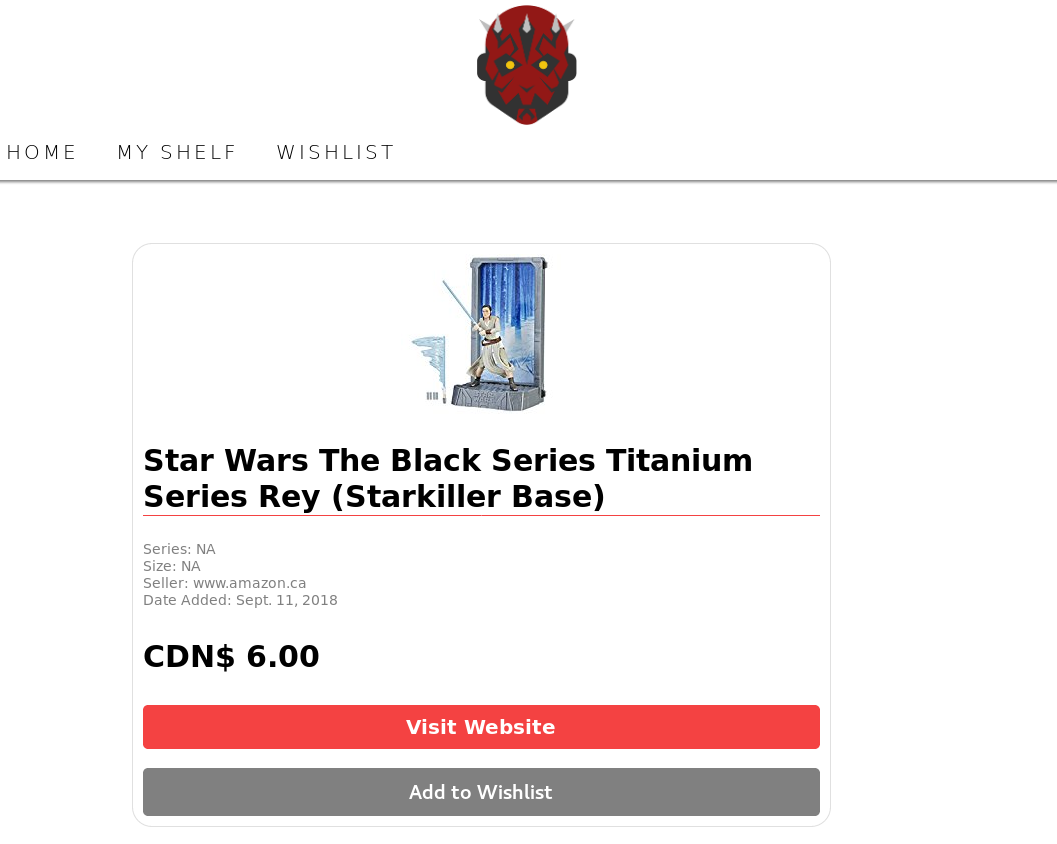 HOME MY SHELF WISHLIST
Star Wars The Black Series Titanium
Series Rey (Starkiller Base)
Series: NA
Size: NA
Seller: www.amazon.ca
Date Added: Sept. 11, 2018
CDN$ 6.00
Visit Website
Add to Wishlist